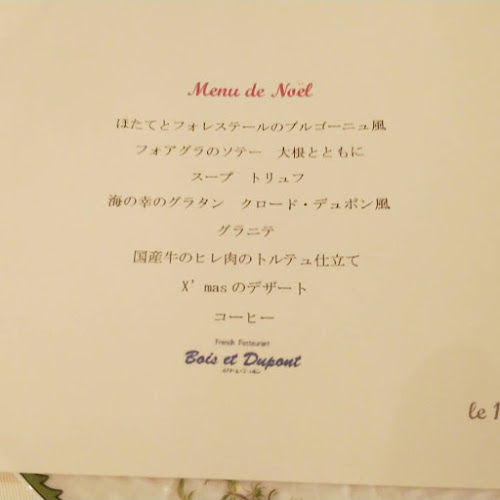 Menu de Noël
ほたてとフォレステールのブルゴーニュ風
フォアグラのソテー　大根とともに
スープ　トリュフ
海の幸のグラタン　クロード・デュポン風
グラニテ
国産牛のヒレ肉のトルテュ仕立て
X’masのデザート
コーヒー
French Restaurant
Bois et Dupont
le 1